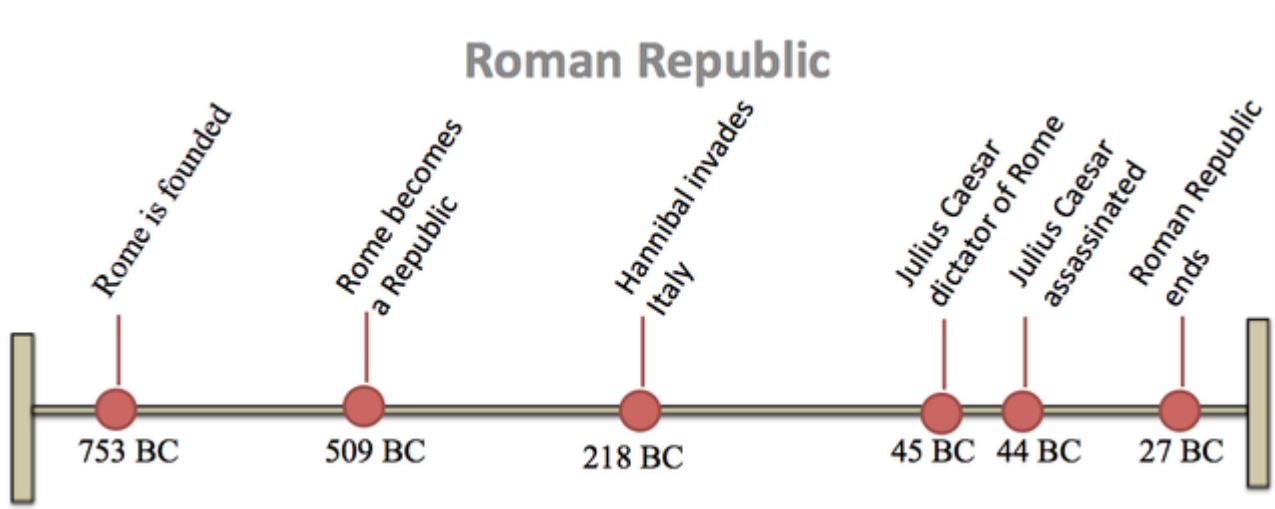 Roman Republic
Rome is founded
Rome becomes
a Republic
Hannibal invades
Italy
Julius Caesar
dictator of Rome
Julius Caesar
assassinated
Roman Republic
ends
753 BC
509 BC
218 BC
45 BC
44 BC
27 BC